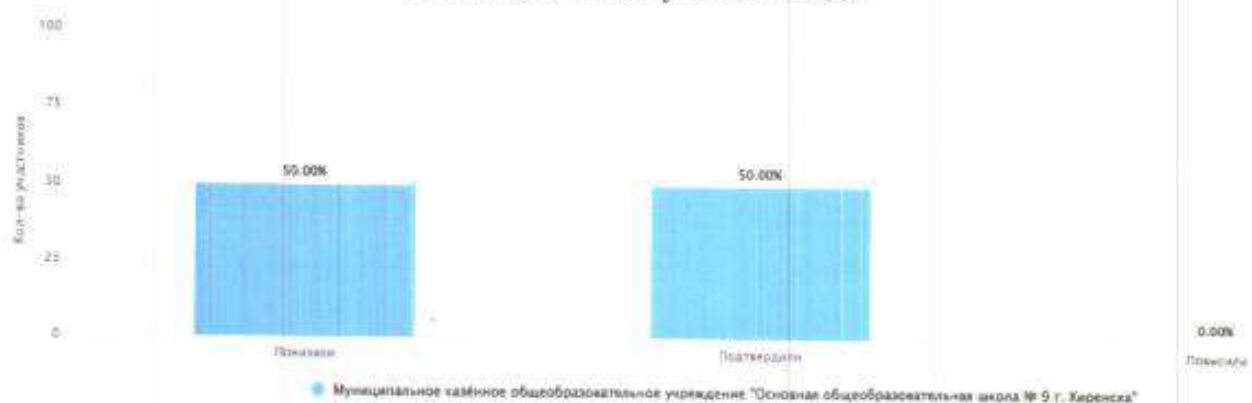 100
75
50
25
0
Кол-во участников
50.00%
50.00%
0.00%
Понизили
Подтвердили
Повысили
Муниципальное казённое общеобразовательное учреждение "Основная общеобразовательная школа № 9 г. Киренска"